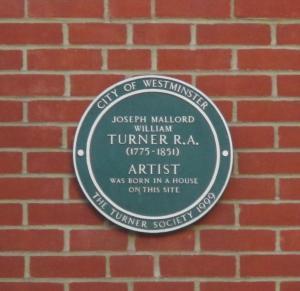 CITY OF WESTMINSTER
JOSEPH MALLORD
WILLIAM
TURNER R.A.
(1775-1851)
ARTIST
WAS BORN IN A HOUSE
ON THIS SITE
THE TURNER SOCIETY 1999